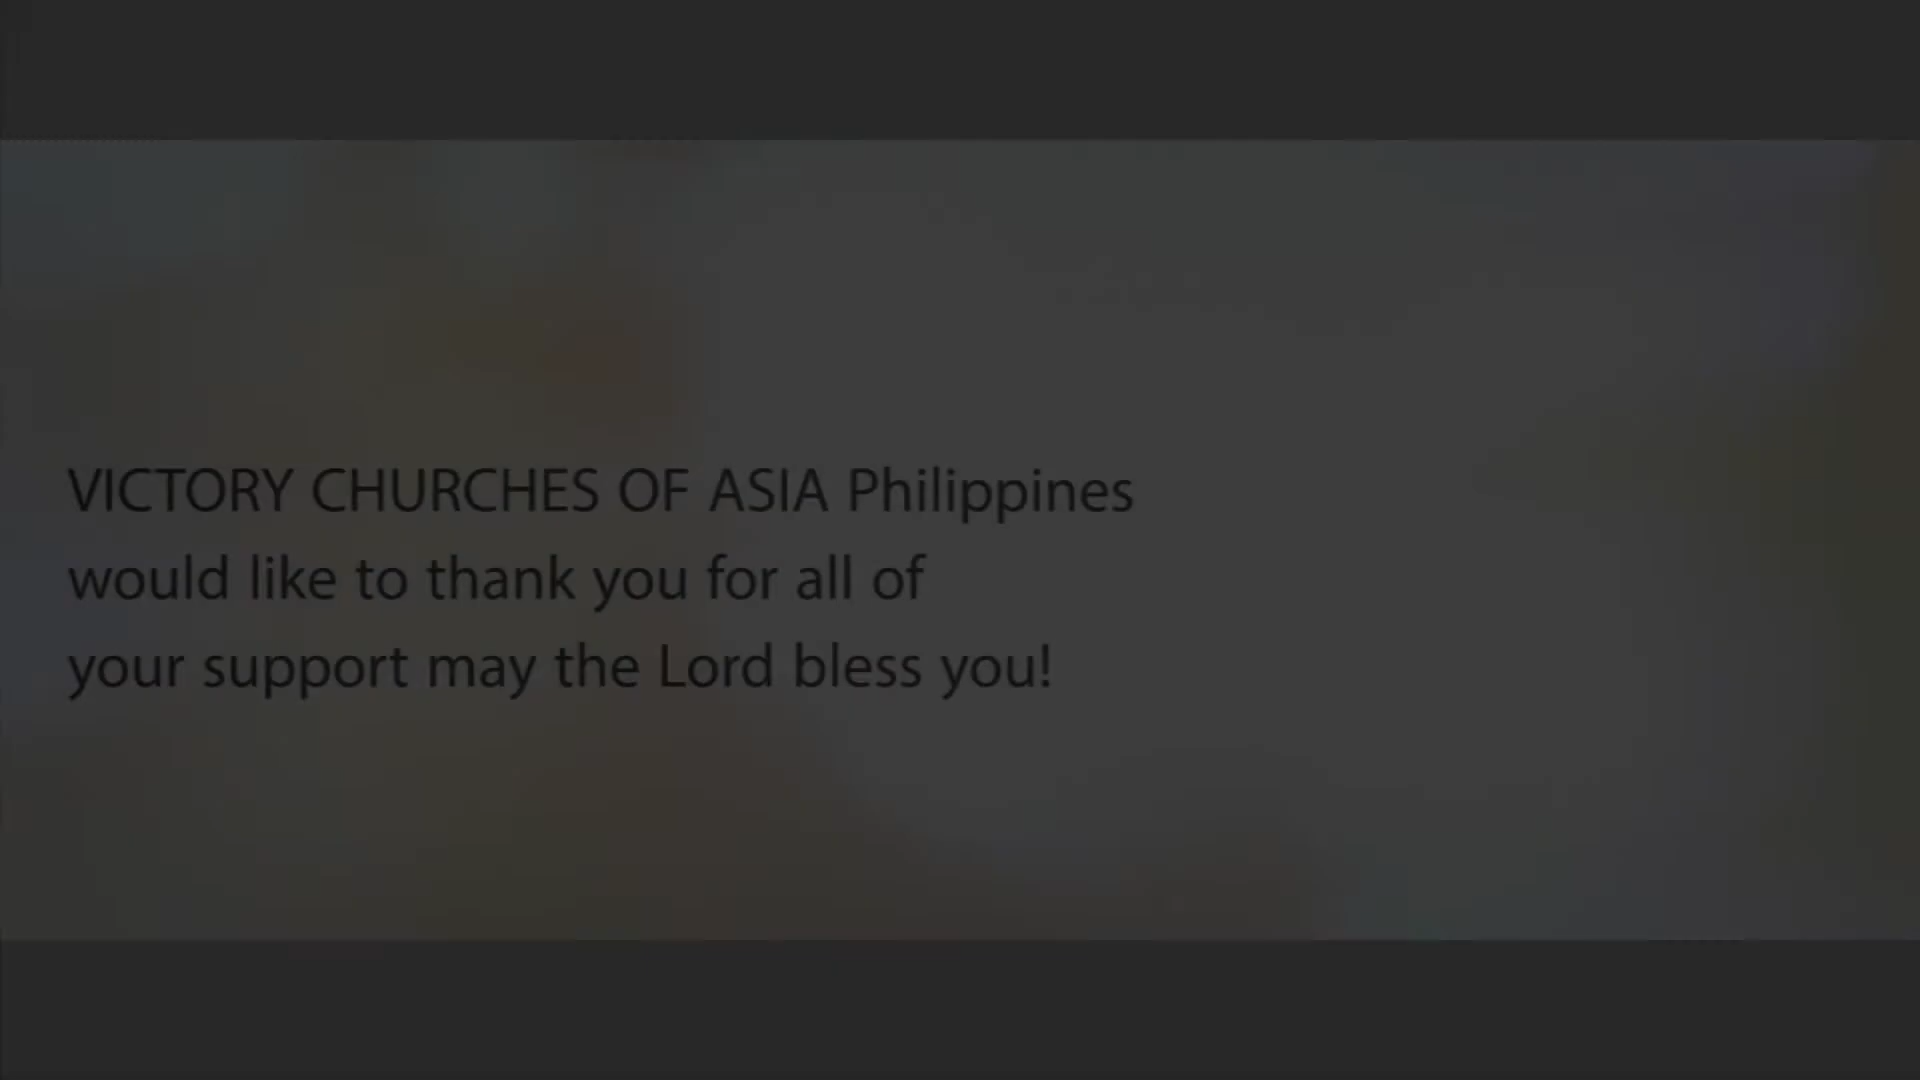 VICTORY CHURCHES OF ASIA Philippines
would like to thank you for all of
your support may the Lord bless you!